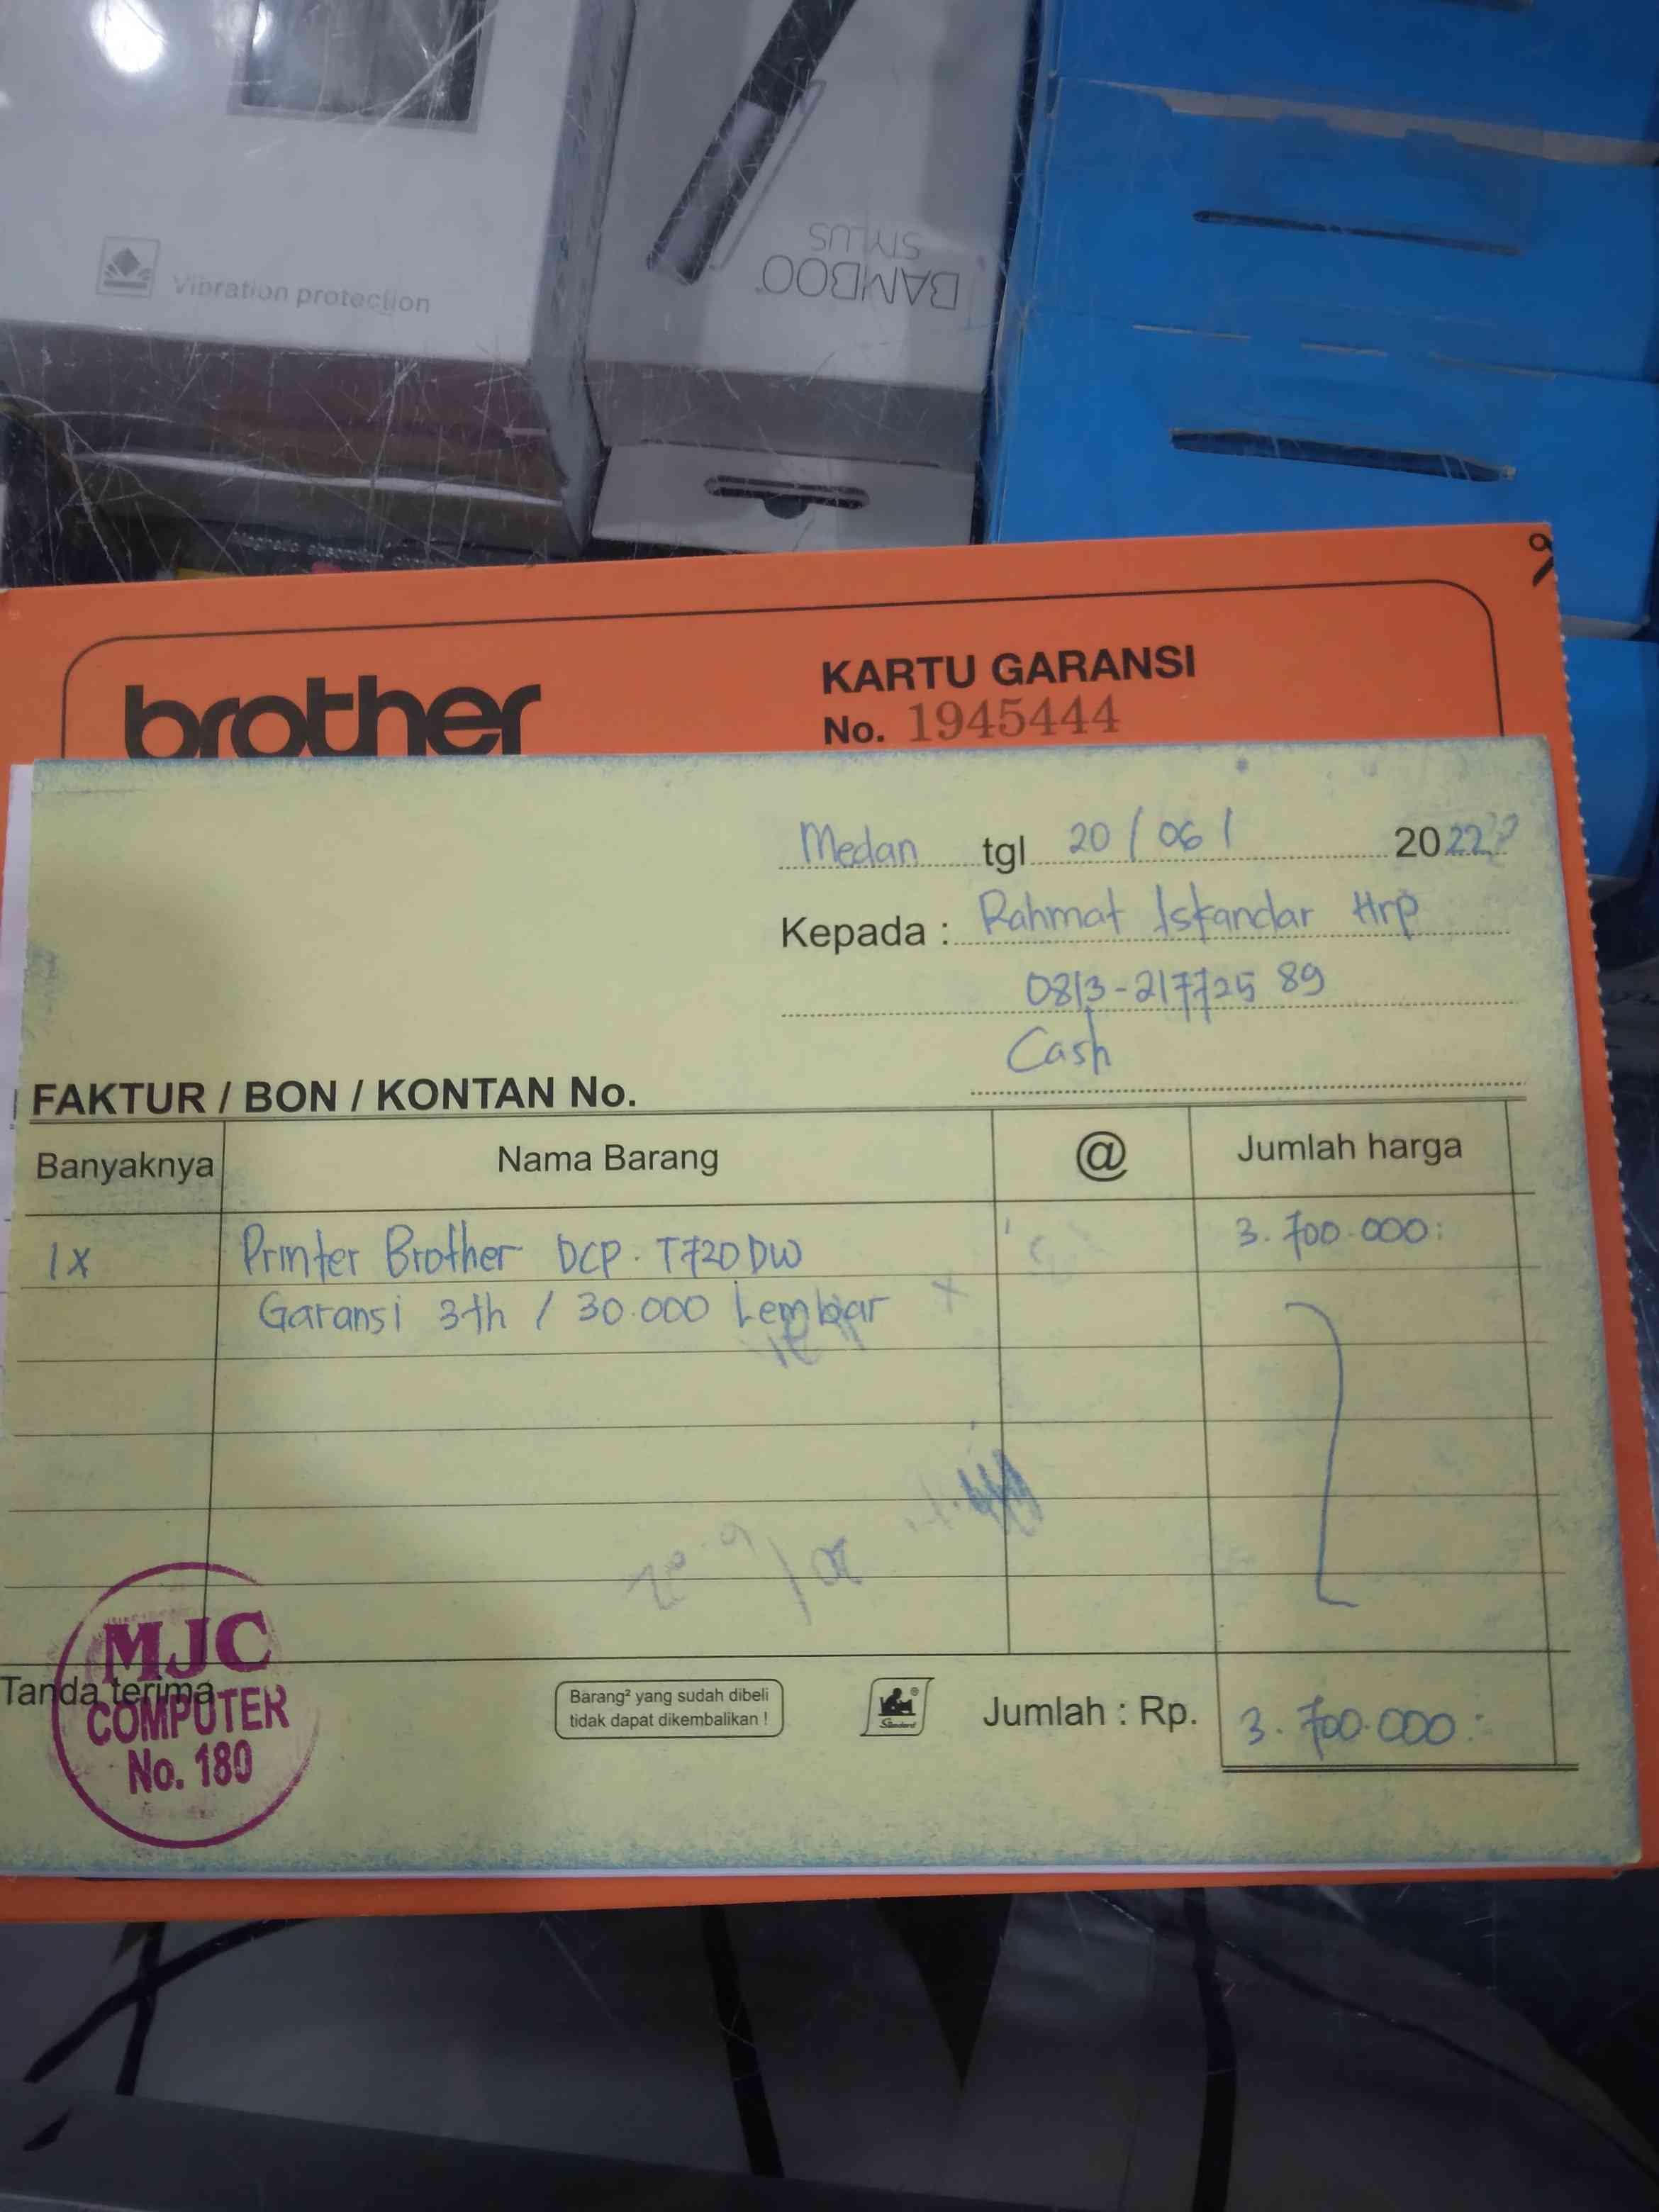 Vibration protection
BAMBOO
STYLUS
brother
KARTU GARANSI
No. 1945444
Medan tgl 20/06/ 2022
Kepada : Rahmat Iskandar Hrp
0813-21772589
Cash
FAKTUR / BON / KONTAN No.
Banyaknya Nama Barang @ Jumlah harga
1x Printer Brother DCP. T720DW 3.700.000:
Garansi 3th / 30.000 Lembar
MJC
COMPUTER
No. 180
Tanda terima
Barang² yang sudah dibeli
tidak dapat dikembalikan !
Standard
Jumlah : Rp. 3.700.000: